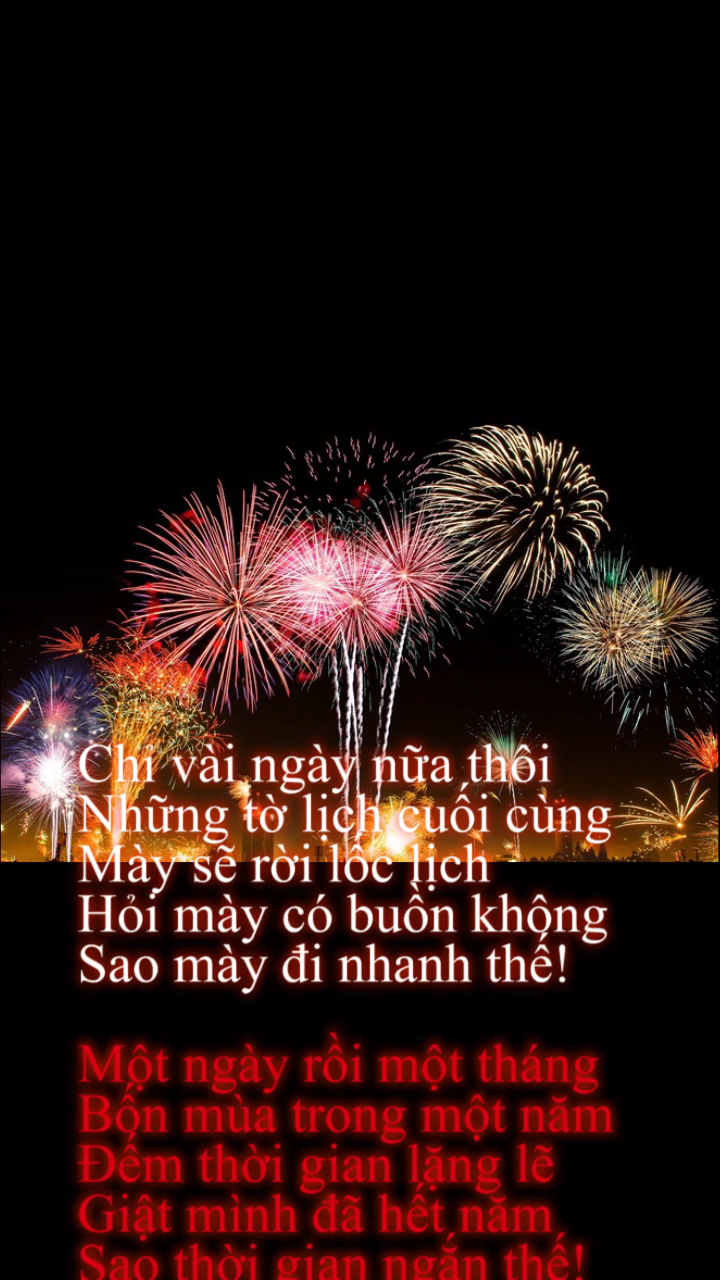 Chỉ vài ngày nữa thôi
Những tờ lịch cuối cùng
Mày sẽ rời lốc lịch
Hỏi mày có buồn không
Sao mày đi nhanh thế!
Một ngày rồi một tháng
Bốn mùa trong một năm
Đếm thời gian lặng lẽ
Giật mình đã hết năm
Sao thời gian ngắn thế!